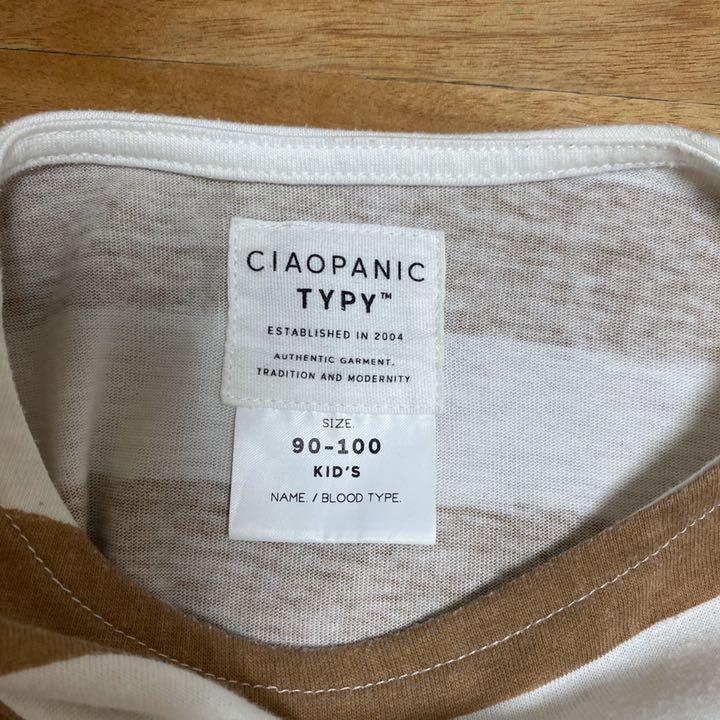 CIAOPANIC
TYPY™
ESTABLISHED IN 2004
AUTHENTIC GARMENT.
TRADITION AND MODERNITY
SIZE.
90-100
KID'S
NAME. / BLOOD TYPE.